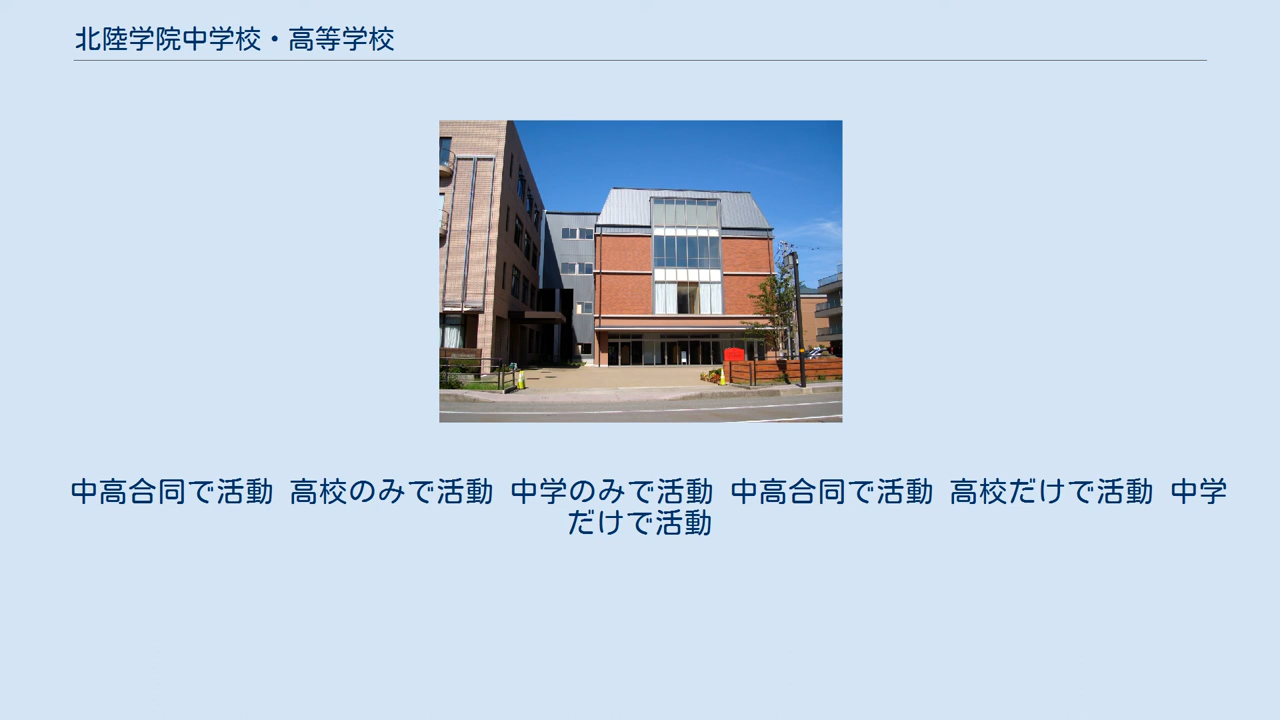 北陸学院中学校・高等学校
中高合同で活動 高校のみで活動 中学のみで活動 中高合同で活動 高校だけで活動 中学
だけで活動